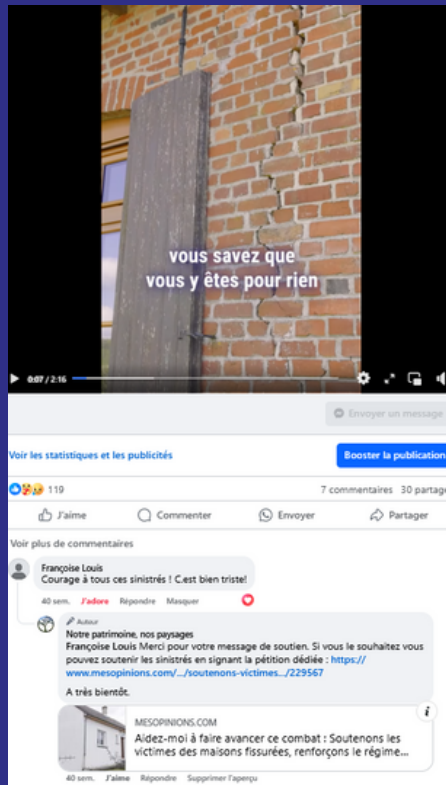 vous savez que
vous y êtes pour rien
0:07 / 2:16
Envoyer un message
Voir les statistiques et les publicités
Booster la publication
119
7 commentaires 30 partage
J'aime
Commenter
Envoyer
Partager
Voir plus de commentaires
Françoise Louis
Courage à tous ces sinistrés ! C.est bien triste!
40 sem. J'adore Répondre Masquer
Auteur
Notre patrimoine, nos paysages
Françoise Louis Merci pour votre message de soutien. Si vous le souhaitez vous
pouvez soutenir les sinistrés en signant la pétition dédiée : https://
www.mesopinions.com/.../soutenons-victimes.../229567
A très bientôt.
MESOPINIONS.COM
Aidez-moi à faire avancer ce combat : Soutenons les
victimes des maisons fissurées, renforçons le régime...
40 sem. J'aime Répondre Supprimer l'aperçu